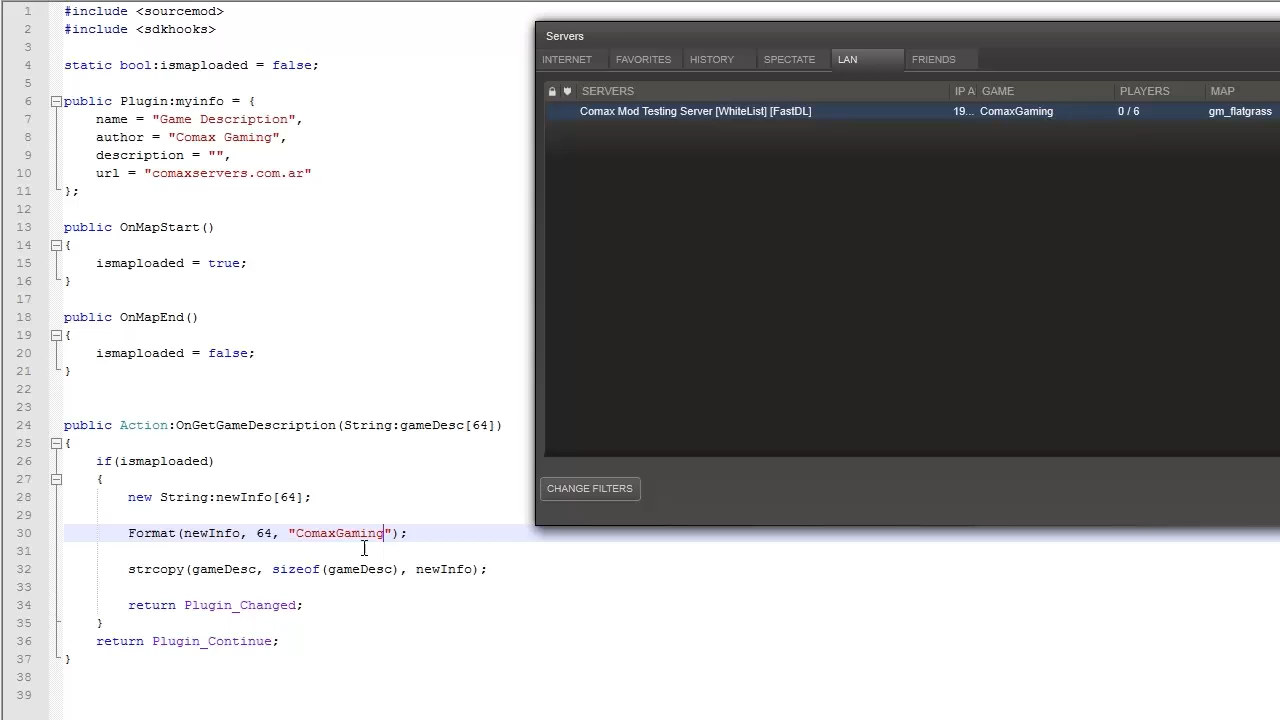 1 #include <sourcemod>
2 #include <sdkhooks>
3
4 static bool:ismaploaded = false;
5
6 public Plugin:myinfo = {
7 name = "Game Description",
8 author = "Comax Gaming",
9 description = "",
10 url = "comaxservers.com.ar"
11 };
12
13 public OnMapStart()
14 {
15 ismaploaded = true;
16 }
17
18 public OnMapEnd()
19 {
20 ismaploaded = false;
21 }
22
23
24 public Action:OnGetGameDescription(String:gameDesc[64])
25 {
26 if(ismaploaded)
27 {
28 new String:newInfo[64];
29
30 Format(newInfo, 64, "ComaxGaming");
31
32 strcopy(gameDesc, sizeof(gameDesc), newInfo);
33
34 return Plugin_Changed;
35 }
36 return Plugin_Continue;
37 }
38
39
Servers
INTERNET FAVORITES HISTORY SPECTATE LAN FRIENDS
SERVERS IP A GAME PLAYERS MAP
Comax Mod Testing Server [WhiteList] [FastDL] 19... ComaxGaming 0 / 6 gm_flatgrass
CHANGE FILTERS